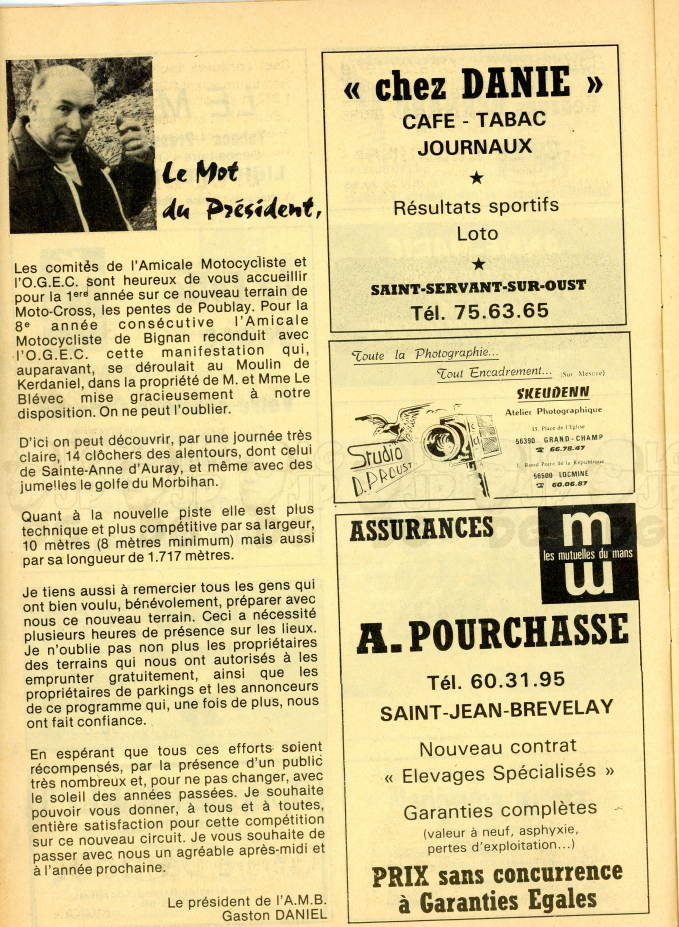 Le Mot
du Président,
Les comités de l'Amicale Motocycliste et
l'O.G.E.C. sont heureux de vous accueillir
pour la 1ere année sur ce nouveau terrain de
Moto-Cross, les pentes de Poublay. Pour la
8e année consécutive l'Amicale
Motocycliste de Bignan reconduit avec
l'O.G.E.C. cette manifestation qui,
auparavant, se déroulait au Moulin de
Kerdaniel, dans la propriété de M. et Mme Le
Blévec mise gracieusement à notre
disposition. On ne peut l'oublier.
D'ici on peut découvrir, par une journée très
claire, 14 clôchers des alentours, dont celui
de Sainte-Anne d'Auray, et même avec des
jumelles le golfe du Morbihan.
Quant à la nouvelle piste elle est plus
technique et plus compétitive par sa largeur,
10 mètres (8 mètres minimum) mais aussi
par sa longueur de 1.717 mètres.
Je tiens aussi à remercier tous les gens qui
ont bien voulu, bénévolement, préparer avec
nous ce nouveau terrain. Ceci a nécessité
plusieurs heures de présence sur les lieux.
Je n'oublie pas non plus les propriétaires
des terrains qui nous ont autorisés à les
emprunter gratuitement, ainsi que les
propriétaires de parkings et les annonceurs
de ce programme qui, une fois de plus, nous
ont fait confiance.
En espérant que tous ces efforts soient
récompensés, par la présence d'un public
très nombreux et, pour ne pas changer, avec
le soleil des années passées. Je souhaite
pouvoir vous donner, à tous et à toutes,
entière satisfaction pour cette compétition
sur ce nouveau circuit. Je vous souhaite de
passer avec nous un agréable après-midi et
à l'année prochaine.
Le président de l'A.M.B.
Gaston DANIEL
« chez DANIE »
CAFE - TABAC
JOURNAUX
★
Résultats sportifs
Loto
★
SAINT-SERVANT-SUR-OUST
Tél. 75.63.65
Toute la Photographie...
Tout Encadrement... (Sur Mesure)
SKEUDENN
Atelier Photographique
Place de l'Eglise
56390 GRAND-CHAMP
☎ 66.78.47
Rond Point de la République
56500 LOCMINE
☎ 60.06.87
Studio
D. PROUST
ASSURANCES
les mutuelles du mans
A. POURCHASSE
Tél. 60.31.95
SAINT-JEAN-BREVELAY
Nouveau contrat
« Elevages Spécialisés »
Garanties complètes
(valeur à neuf, asphyxie,
pertes d'exploitation...)
PRIX sans concurrence
à Garanties Egales